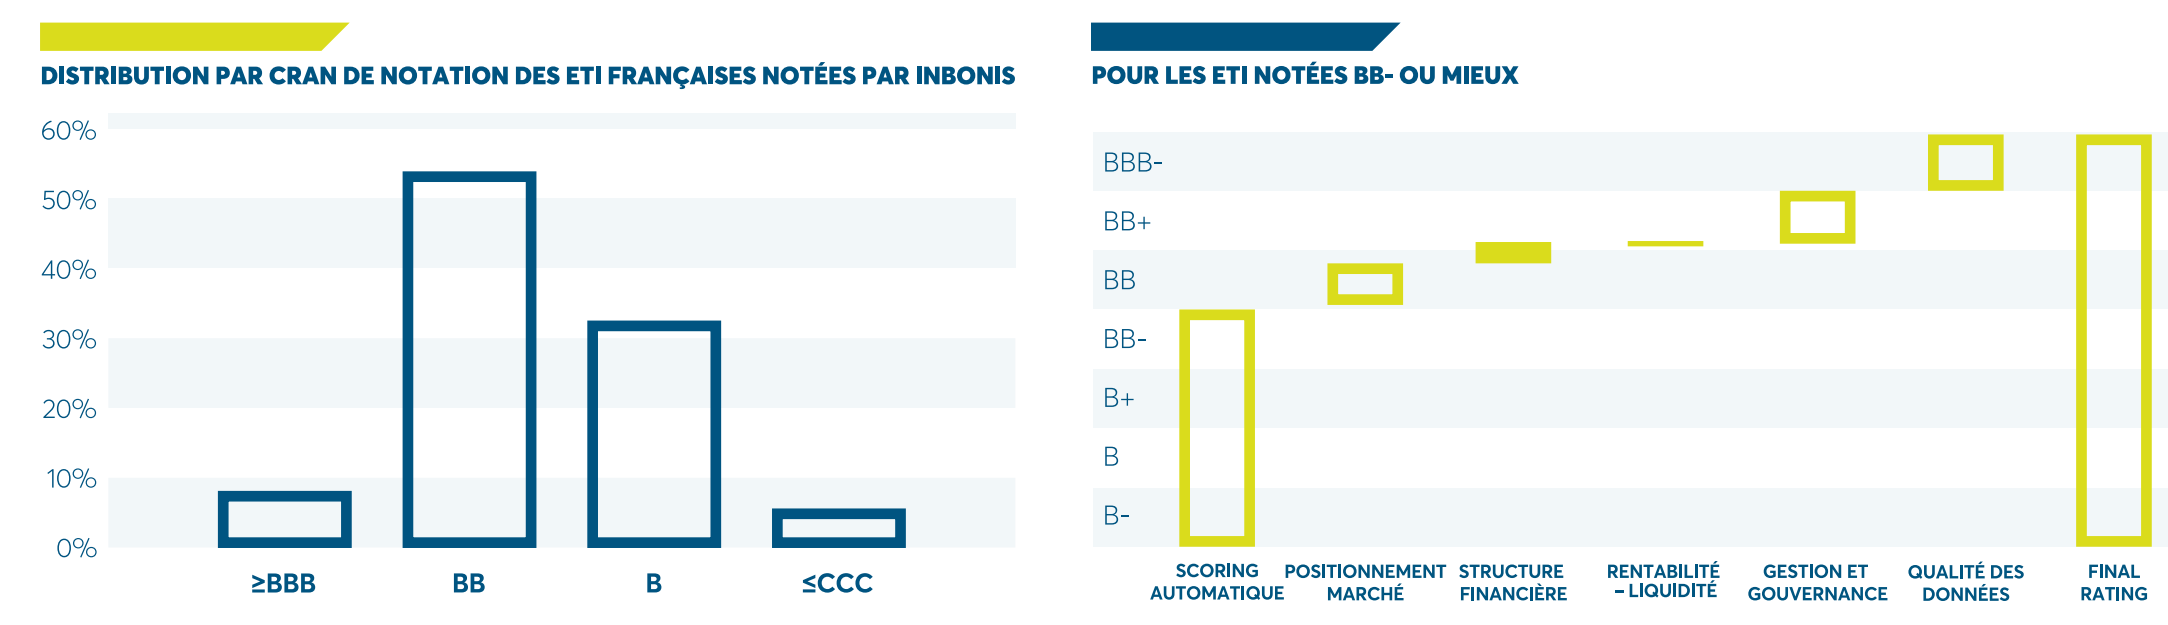 DISTRIBUTION PAR CRAN DE NOTATION DES ETI FRANÇAISES NOTÉES PAR INBONIS
60%
50%
40%
30%
20%
10%
0%
≥BBB
BB
B
≤CCC
POUR LES ETI NOTÉES BB- OU MIEUX
BBB-
BB+
BB
BB-
B+
B
B-
SCORING
AUTOMATIQUE
POSITIONNEMENT
MARCHÉ
STRUCTURE
FINANCIÈRE
RENTABILITÉ
– LIQUIDITÉ
GESTION ET
GOUVERNANCE
QUALITÉ DES
DONNÉES
FINAL
RATING